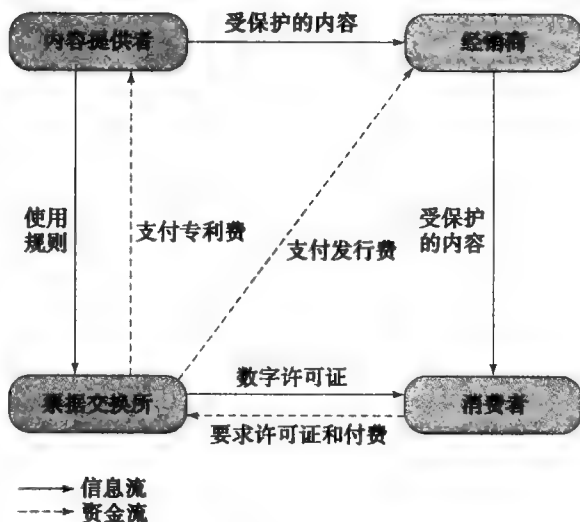 内容提供者
受保护的内容
经销商
使用
规则
支付专利费
支付发行费
受保护
的内容
票据交换所
数字许可证
消费者
要求许可证和付费
信息流
资金流